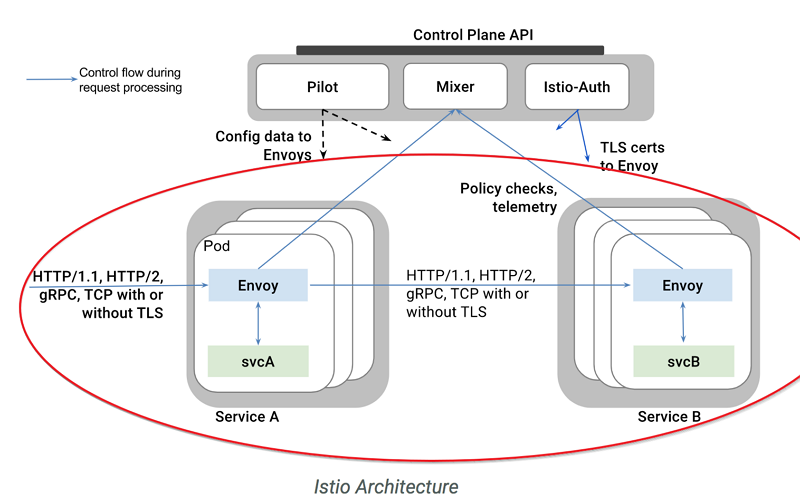 Control Plane API
Control flow during
request processing
Pilot
Mixer
Istio-Auth
Config data to
Envoys
TLS certs
to Envoy
Policy checks,
telemetry
Pod
HTTP/1.1, HTTP/2,
gRPC, TCP with or
without TLS
Envoy
HTTP/1.1, HTTP/2,
gRPC, TCP with or
without TLS
Envoy
svcA
svcB
Service A
Service B
Istio Architecture